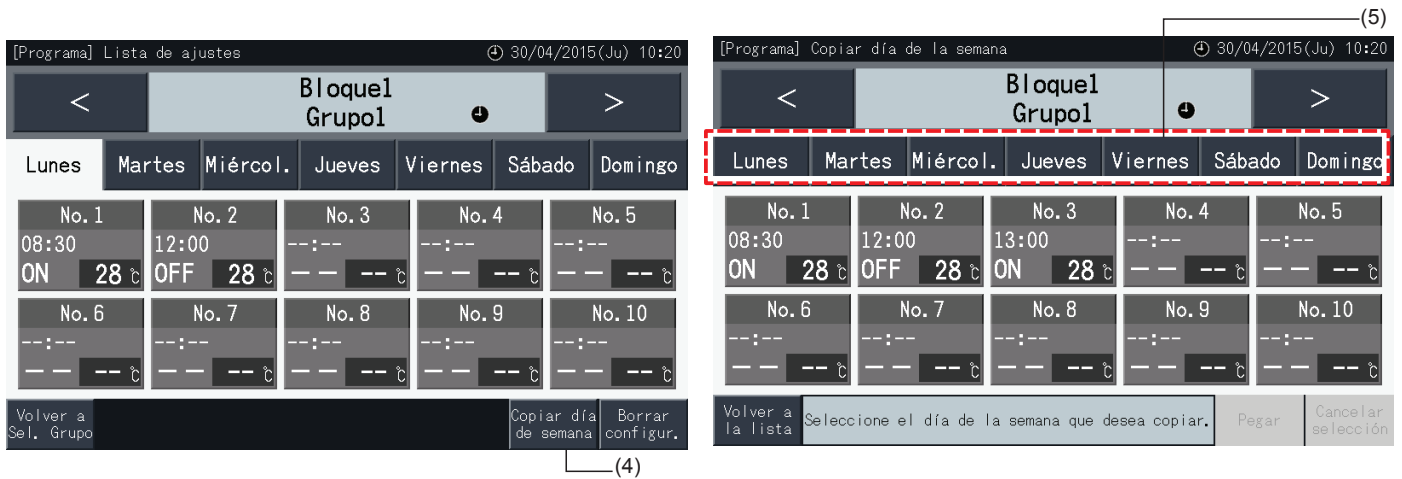 (5)
[Programa] Lista de ajustes 30/04/2015(Ju) 10:20
< Bloque1 >
Grupo1
Lunes Martes Miércol. Jueves Viernes Sábado Domingo
No.1 No.2 No.3 No.4 No.5
08:30 12:00 --:-- --:-- --:--
ON 28 ℃ OFF 28 ℃ -- -- ℃ -- -- ℃ -- -- ℃
No.6 No.7 No.8 No.9 No.10
--:-- --:-- --:-- --:-- --:--
-- -- ℃ -- -- ℃ -- -- ℃ -- -- ℃ -- -- ℃
Volver a Copiar día Borrar
Sel. Grupo de semana configur.
(4)
[Programa] Copiar día de la semana 30/04/2015(Ju) 10:20
< Bloque1 >
Grupo1
Lunes Martes Miércol. Jueves Viernes Sábado Domingo
No.1 No.2 No.3 No.4 No.5
08:30 12:00 13:00 --:-- --:--
ON 28 ℃ OFF 28 ℃ ON 28 ℃ -- -- ℃ -- -- ℃
No.6 No.7 No.8 No.9 No.10
--:-- --:-- --:-- --:-- --:--
-- -- ℃ -- -- ℃ -- -- ℃ -- -- ℃ -- -- ℃
Volver a Seleccione el día de la semana que desea copiar. Pegar Cancelar
la lista selección